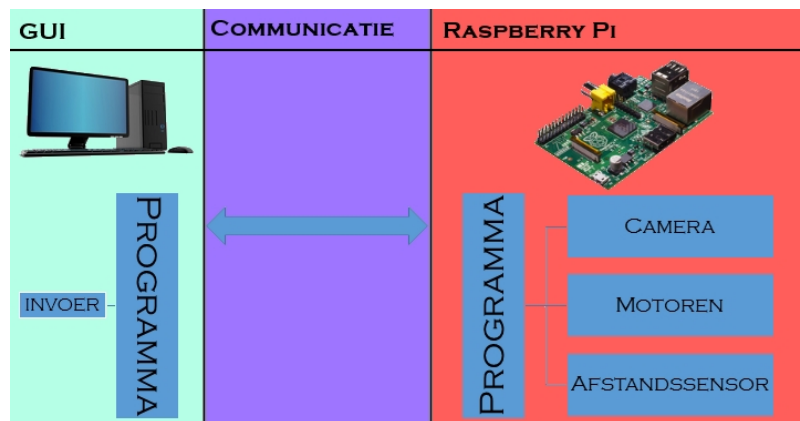 GUI
Communicatie
Raspberry Pi
Programma
invoer
Programma
Camera
Motoren
Afstandssensor